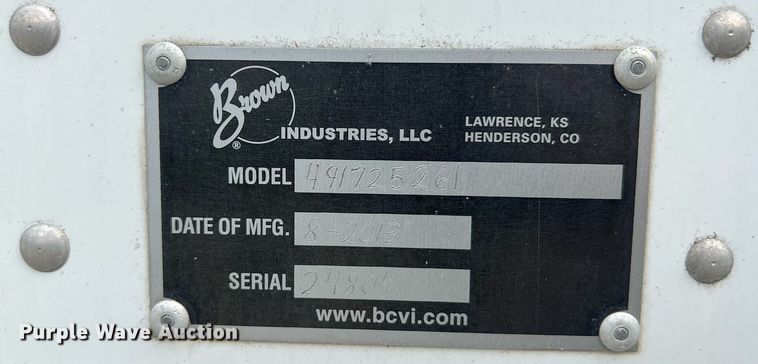 Brown
®
INDUSTRIES, LLC
LAWRENCE, KS
HENDERSON, CO
MODEL 491725261
DATE OF MFG. 8-2013
SERIAL 24804
www.bcvi.com
Purple Wave Auction